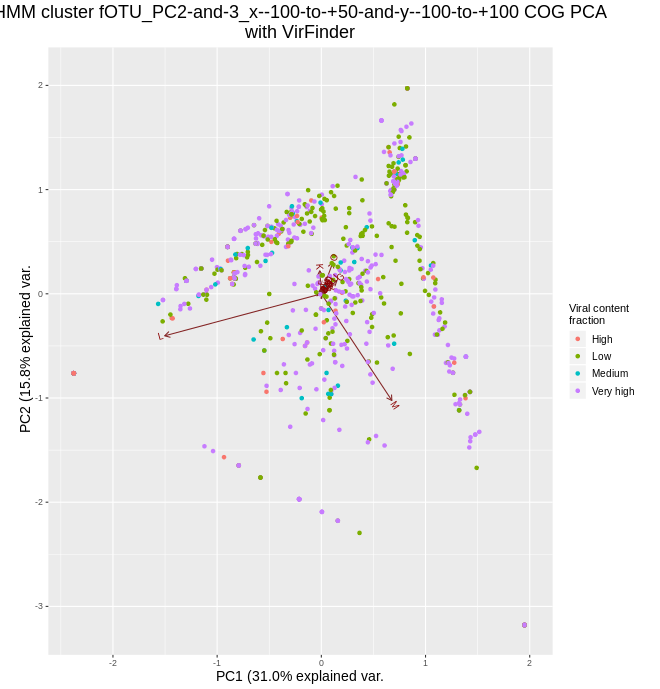 HMM cluster fOTU_PC2-and-3_x--100-to-+50-and-y--100-to-+100 COG PCA
with VirFinder
2
1
0
-1
-2
-3
PC2 (15.8% explained var.
K
L
M
-2
-1
0
1
2
PC1 (31.0% explained var.
Viral content
fraction
High
Low
Medium
Very high